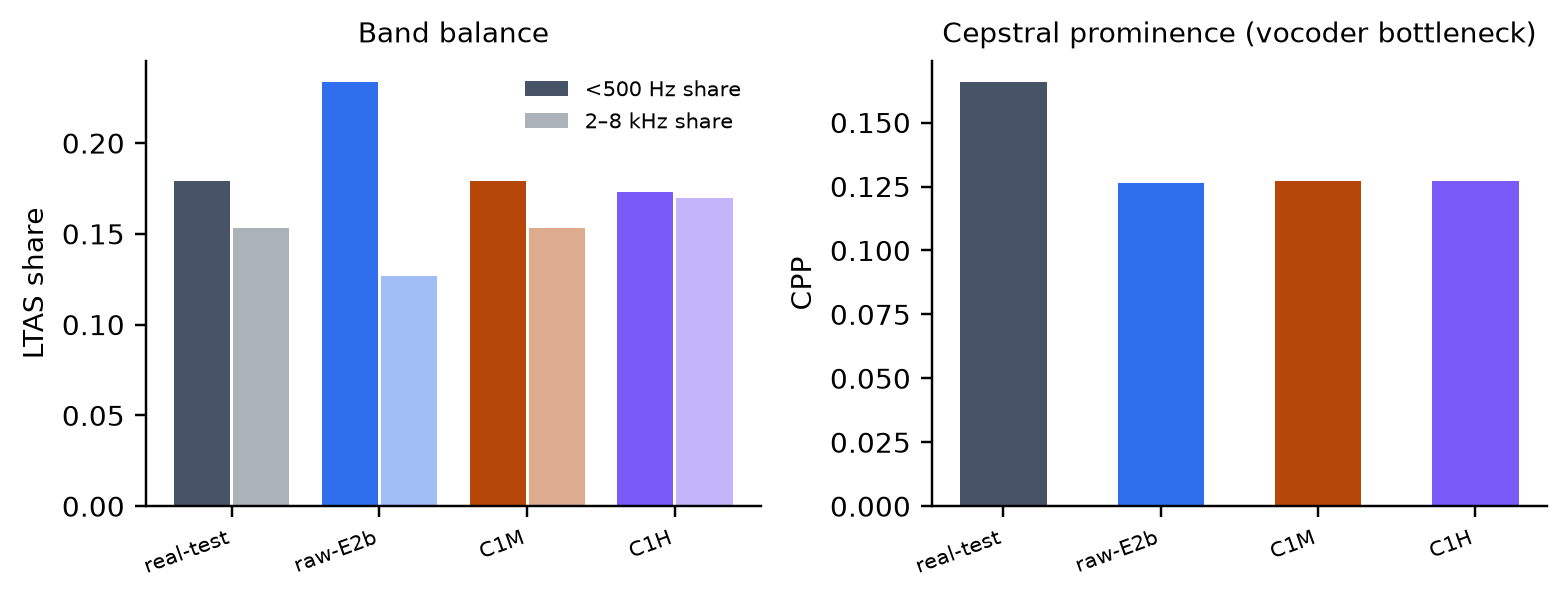 Band balance
<500 Hz share
2–8 kHz share
LTAS share
0.20
0.15
0.10
0.05
0.00
real-test
raw-E2b
C1M
C1H
Cepstral prominence (vocoder bottleneck)
CPP
0.150
0.125
0.100
0.075
0.050
0.025
0.000
real-test
raw-E2b
C1M
C1H